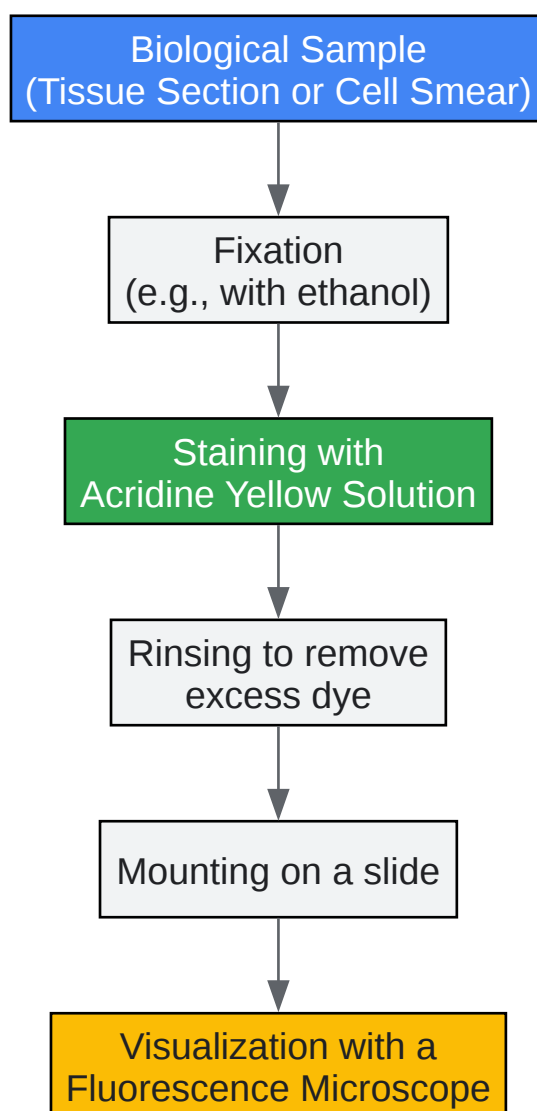 Biological Sample
(Tissue Section or Cell Smear)
Fixation
(e.g., with ethanol)
Staining with
Acridine Yellow Solution
Rinsing to remove
excess dye
Mounting on a slide
Visualization with a
Fluorescence Microscope